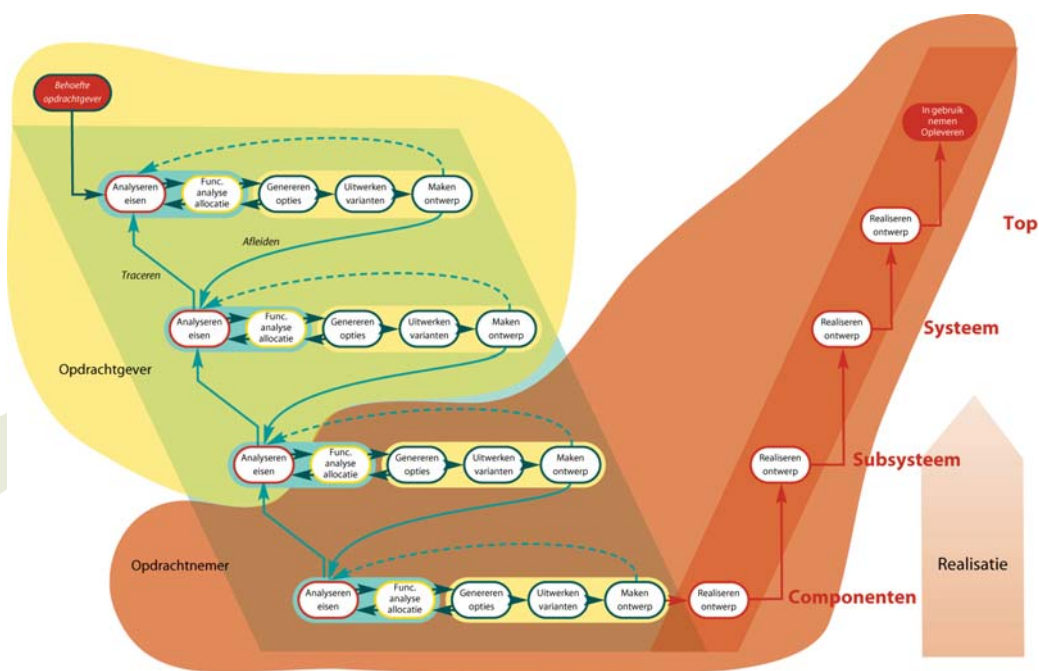 Behoefte
opdrachtgever
In gebruik
nemen
Opleveren
Analyseren
eisen
Func.
analyse
allocatie
Genereren
opties
Uitwerken
varianten
Maken
ontwerp
Realiseren
ontwerp
Top
Afleiden
Traceren
Analyseren
eisen
Func.
analyse
allocatie
Genereren
opties
Uitwerken
varianten
Maken
ontwerp
Realiseren
ontwerp
Systeem
Opdrachtgever
Analyseren
eisen
Func.
analyse
allocatie
Genereren
opties
Uitwerken
varianten
Maken
ontwerp
Realiseren
ontwerp
Subsysteem
Opdrachtnemer
Analyseren
eisen
Func.
analyse
allocatie
Genereren
opties
Uitwerken
varianten
Maken
ontwerp
Realiseren
ontwerp
Componenten
Realisatie